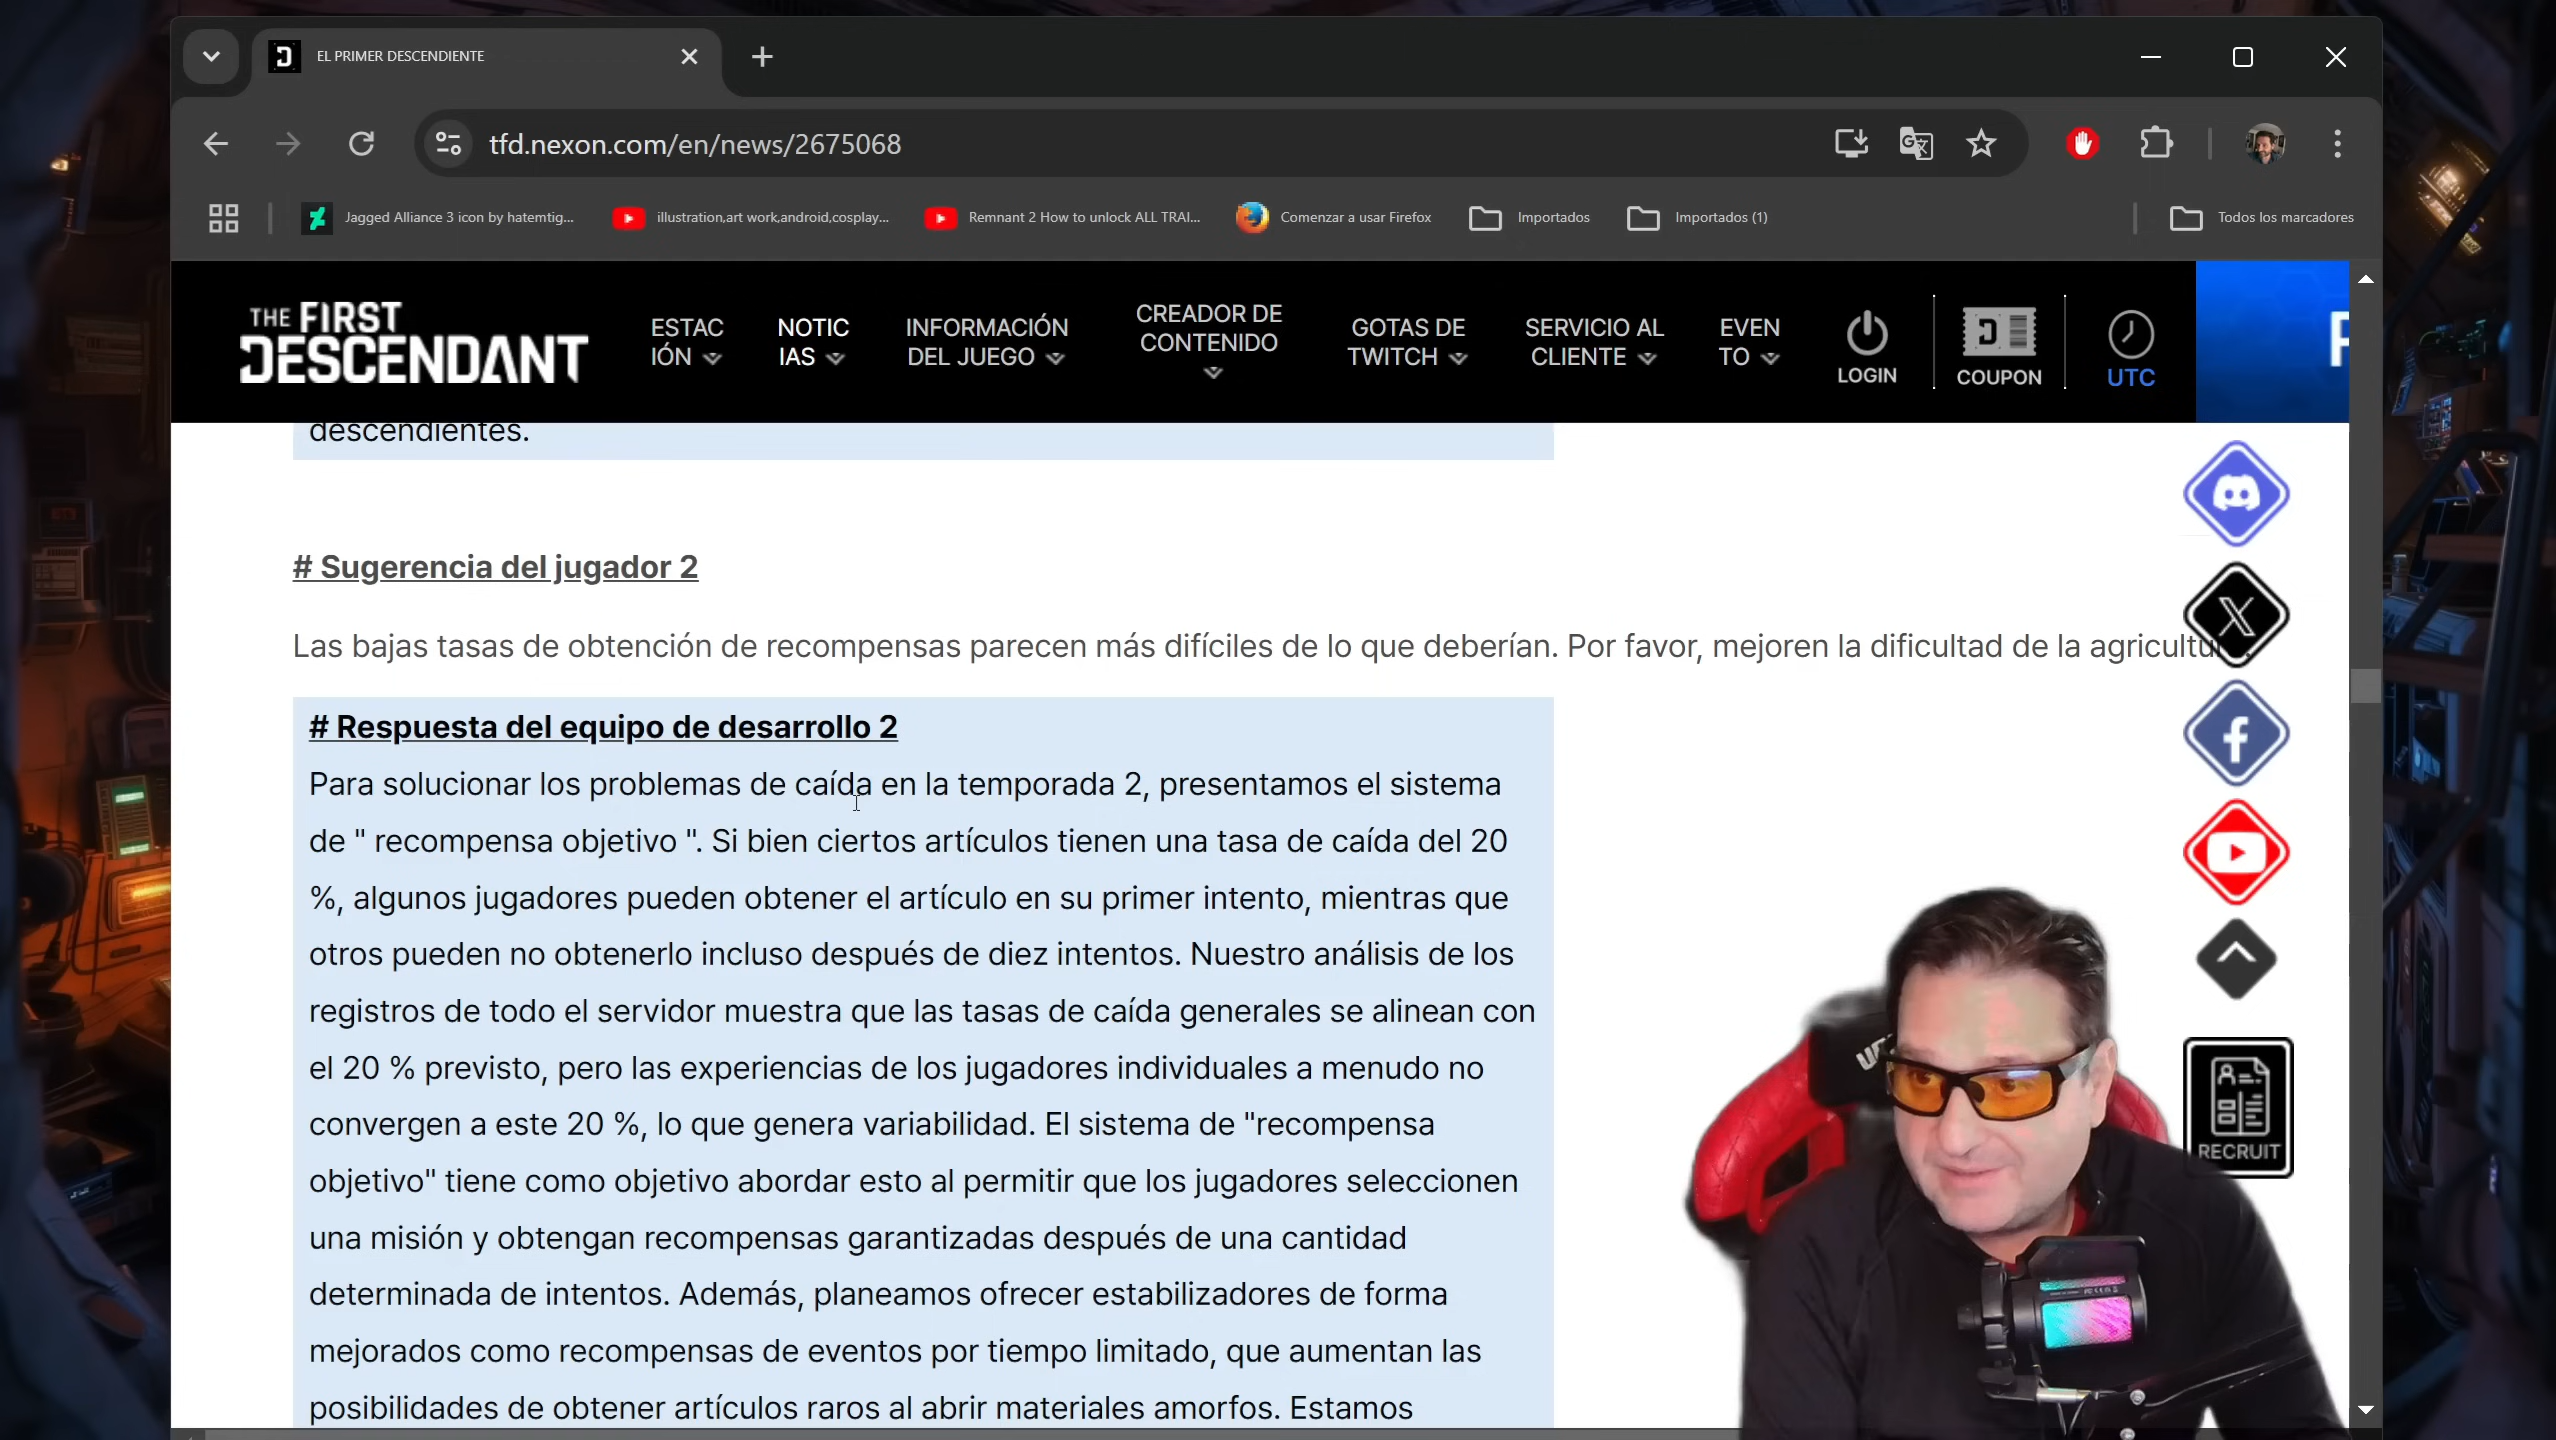 EL PRIMER DESCENDIENTE
tfd.nexon.com/en/news/2675068
Jagged Alliance 3 icon by hatemtig...
illustration,art work,android,cosplay...
Remnant 2 How to unlock ALL TRAI...
Comenzar a usar Firefox
Importados
Importados (1)
Todos los marcadores
THE FIRST
DESCENDANT
ESTAC
IÓN
NOTIC
IAS
INFORMACIÓN
DEL JUEGO
CREADOR DE
CONTENIDO
GOTAS DE
TWITCH
SERVICIO AL
CLIENTE
EVEN
TO
LOGIN
COUPON
UTC
descendientes.
# Sugerencia del jugador 2
Las bajas tasas de obtención de recompensas parecen más difíciles de lo que deberían. Por favor, mejoren la dificultad de la
# Respuesta del equipo de desarrollo 2
Para solucionar los problemas de caída en la temporada 2, presentamos el sistema
de " recompensa objetivo ". Si bien ciertos artículos tienen una tasa de caída del 20
%, algunos jugadores pueden obtener el artículo en su primer intento, mientras que
otros pueden no obtenerlo incluso después de diez intentos. Nuestro análisis de los
registros de todo el servidor muestra que las tasas de caída generales se alinean con
el 20 % previsto, pero las experiencias de los jugadores individuales a menudo no
convergen a este 20 %, lo que genera variabilidad. El sistema de "recompensa
objetivo" tiene como objetivo abordar esto al permitir que los jugadores seleccionen
una misión y obtengan recompensas garantizadas después de una cantidad
determinada de intentos. Además, planeamos ofrecer estabilizadores de forma
mejorados como recompensas de eventos por tiempo limitado, que aumentan las
posibilidades de obtener artículos raros al abrir materiales amorfos. Estamos
RECRUIT